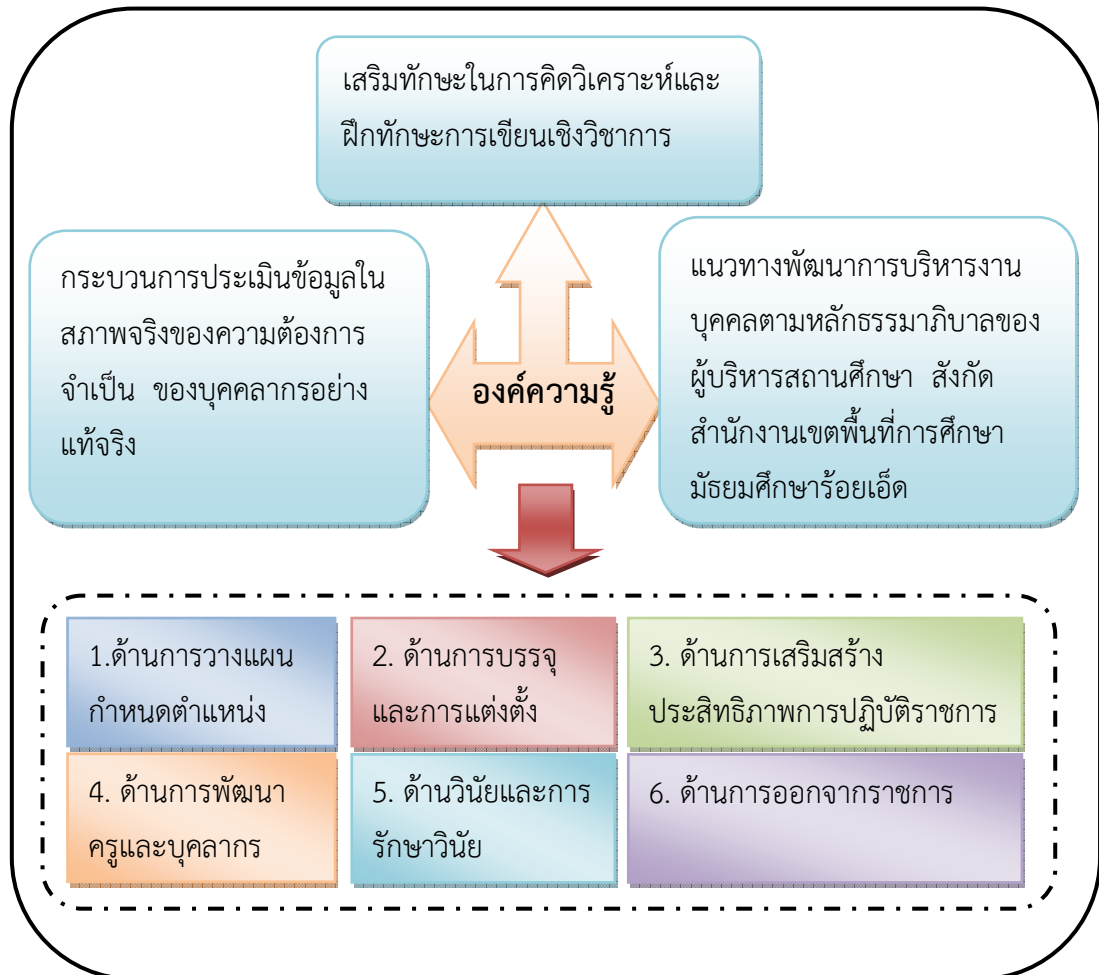 เสริมทักษะในการคิดวิเคราะห์และ
ฝึกทักษะการเขียนเชิงวิชาการ
กระบวนการประเมินข้อมูลใน
สภาพจริงของความต้องการ
จำเป็น ของบุคคลากรอย่าง
แท้จริง
องค์ความรู้
แนวทางพัฒนาการบริหารงาน
บุคคลตามหลักธรรมาภิบาลของ
ผู้บริหารสถานศึกษา สังกัด
สำนักงานเขตพื้นที่การศึกษา
มัธยมศึกษาร้อยเอ็ด
1.ด้านการวางแผน
กำหนดตำแหน่ง
2. ด้านการบรรจุ
และการแต่งตั้ง
3. ด้านการเสริมสร้าง
ประสิทธิภาพการปฏิบัติราชการ
4. ด้านการพัฒนา
ครูและบุคลากร
5. ด้านวินัยและการ
รักษาวินัย
6. ด้านการออกจากราชการ